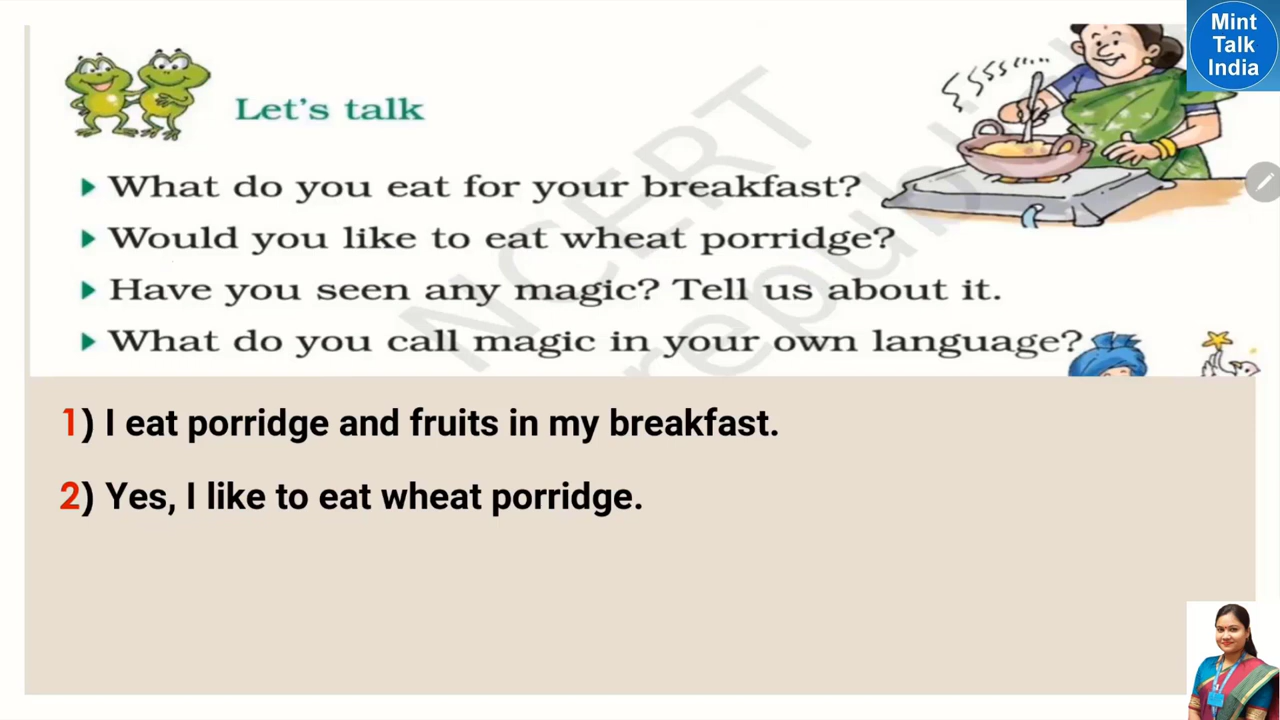 Mint
Talk
India
Let's talk
What do you eat for your breakfast?
Would you like to eat wheat porridge?
Have you seen any magic? Tell us about it.
What do you call magic in your own language?
NCERT
republi
1) I eat porridge and fruits in my breakfast.
2) Yes, I like to eat wheat porridge.